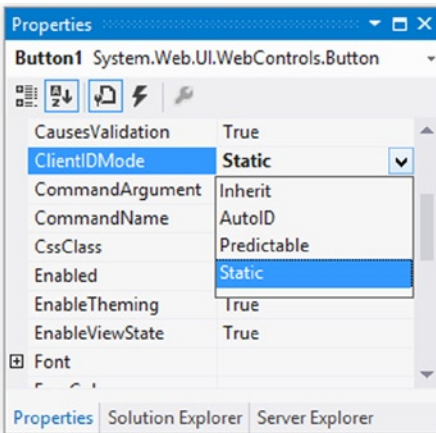 Properties
Button1 System.Web.UI.WebControls.Button
CausesValidation True
ClientIDMode Static
Inherit
CommandArgument
AutoID
CommandName
Predictable
CssClass
Static
Enabled
EnableTheming True
EnableViewState True
Font
Properties Solution Explorer Server Explorer